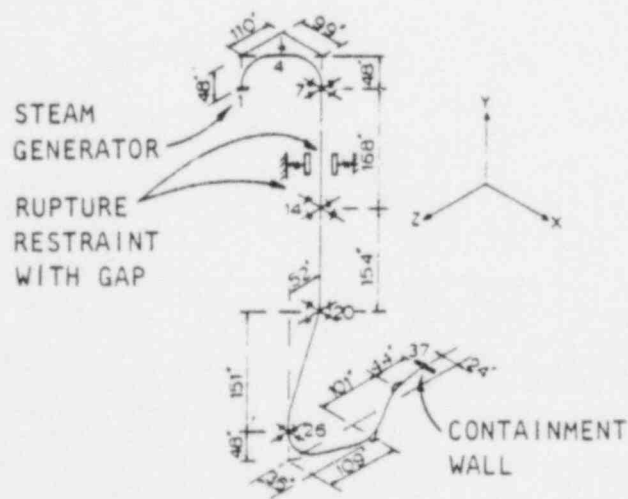 110"
99"
48"
4
48"
1
7
STEAM
GENERATOR
168"
Y
RUPTURE
RESTRAINT
WITH GAP
14
Z
X
52"
154"
20
151"
101"
44"
37
24"
26
48"
109"
CONTAINMENT
WALL